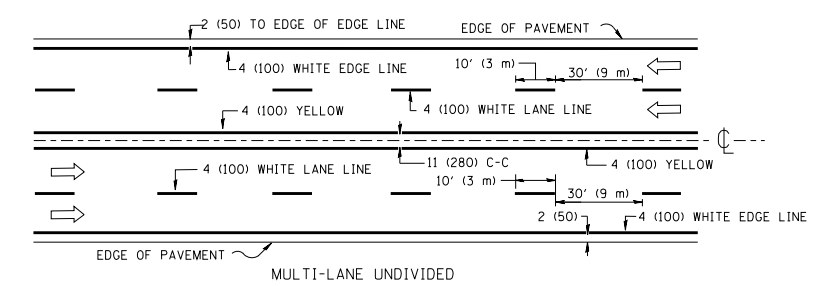 2 (50) TO EDGE OF EDGE LINE
EDGE OF PAVEMENT
4 (100) WHITE EDGE LINE
10' (3 m)
30' (9 m)
4 (100) YELLOW
4 (100) WHITE LANE LINE
℄
4 (100) WHITE LANE LINE
11 (280) C-C
4 (100) YELLOW
10' (3 m)
30' (9 m)
2 (50)
4 (100) WHITE EDGE LINE
EDGE OF PAVEMENT
MULTI-LANE UNDIVIDED